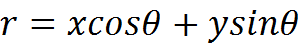 r = xcosθ + ysinθ